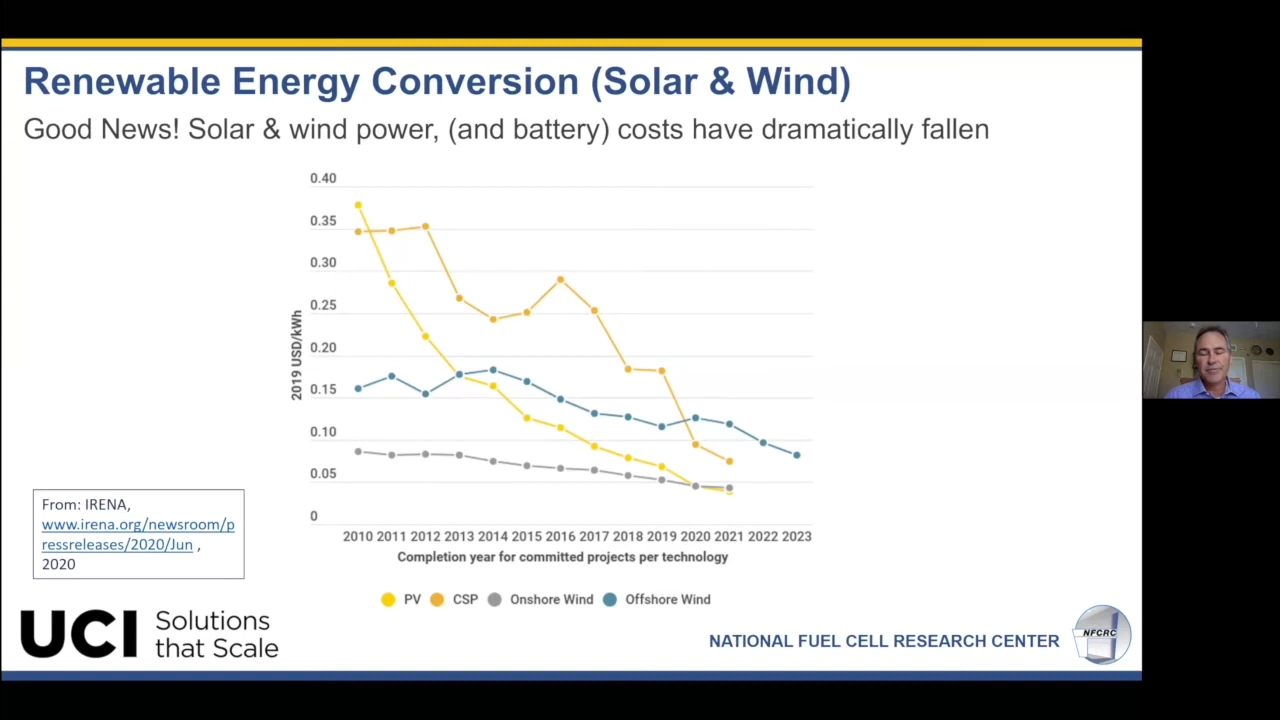 Renewable Energy Conversion (Solar & Wind)
Good News! Solar & wind power, (and battery) costs have dramatically fallen
0.40
0.35
0.30
0.25
0.20
0.15
0.10
0.05
0
2019 USD/kWh
2010 2011 2012 2013 2014 2015 2016 2017 2018 2019 2020 2021 2022 2023
Completion year for committed projects per technology
PV CSP Onshore Wind Offshore Wind
From: IRENA,
www.irena.org/newsroom/p
ressreleases/2020/Jun ,
2020
UCI Solutions
that Scale
NATIONAL FUEL CELL RESEARCH CENTER
NFCRC